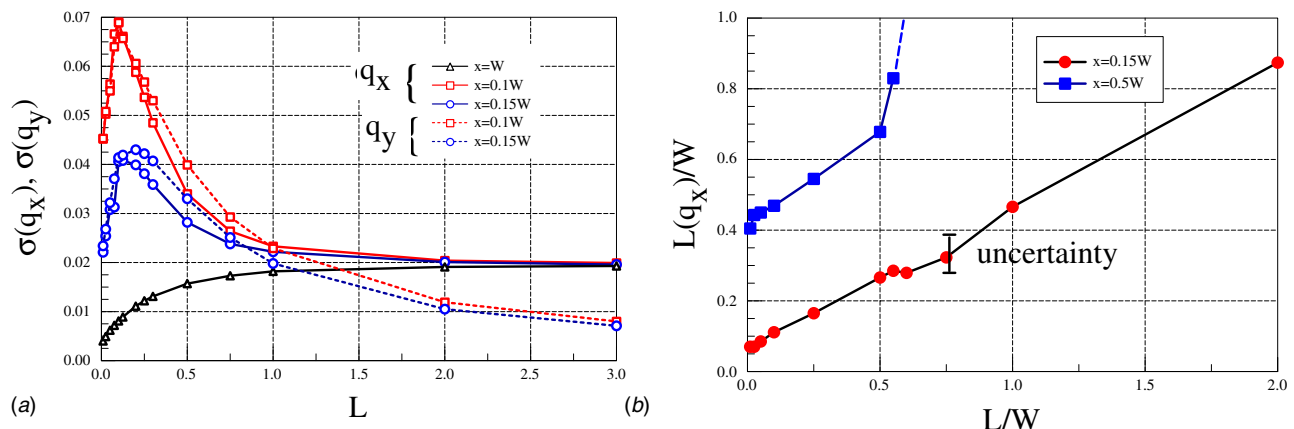 0.07
0.06
0.05
0.04
0.03
0.02
0.01
0.00
σ(qx), σ(qy)
qx {
x=W
x=0.1W
x=0.15W
qy {
x=0.1W
x=0.15W
0.0 0.5 1.0 1.5 2.0 2.5 3.0
L
(a)
1.0
0.8
0.6
0.4
0.2
0.0
L(qx)/W
x=0.15W
x=0.5W
uncertainty
0.0 0.5 1.0 1.5 2.0
L/W
(b)